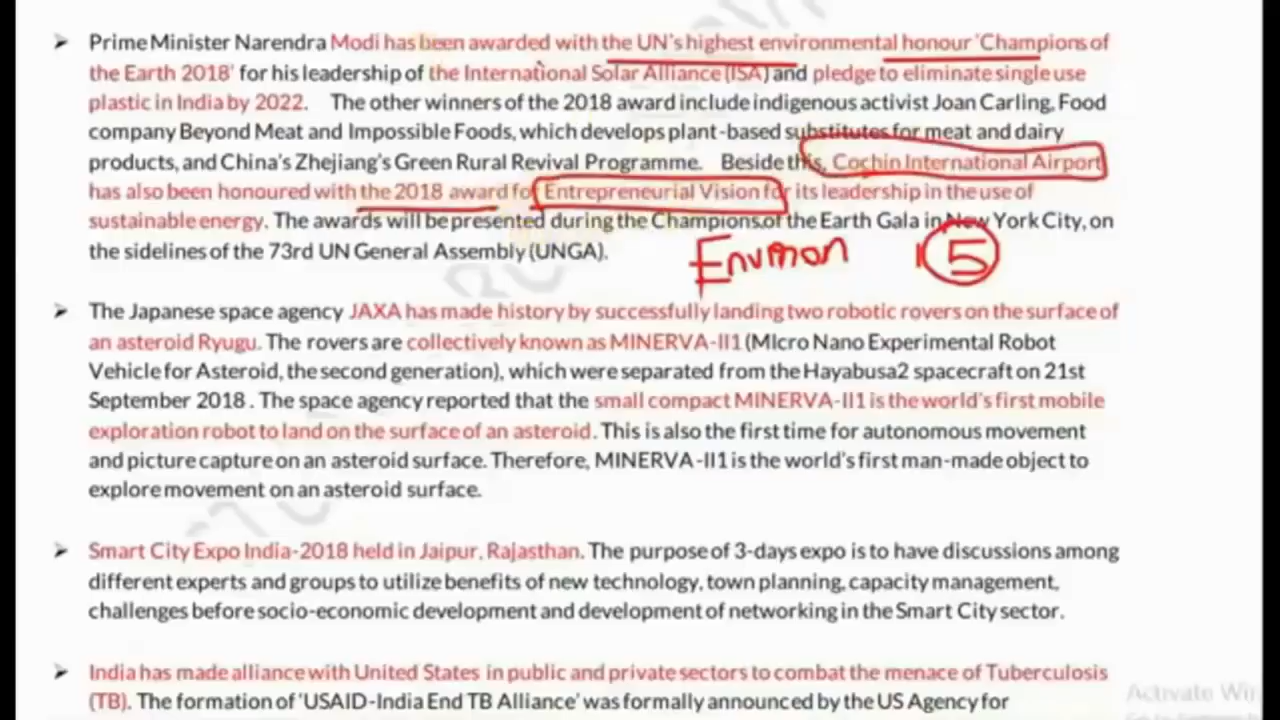 ➤ Prime Minister Narendra Modi has been awarded with the UN's highest environmental honour 'Champions of
the Earth 2018' for his leadership of the International Solar Alliance (ISA) and pledge to eliminate single use
plastic in India by 2022. The other winners of the 2018 award include indigenous activist Joan Carling, Food
company Beyond Meat and Impossible Foods, which develops plant-based substitutes for meat and dairy
products, and China's Zhejiang's Green Rural Revival Programme. Beside this, Cochin International Airport
has also been honoured with the 2018 award for Entrepreneurial Vision for its leadership in the use of
sustainable energy. The awards will be presented during the Champions of the Earth Gala in New York City, on
the sidelines of the 73rd UN General Assembly (UNGA).
5
➤ The Japanese space agency JAXA has made history by successfully landing two robotic rovers on the surface of
an asteroid Ryugu. The rovers are collectively known as MINERVA-II1 (MIcro Nano Experimental Robot
Vehicle for Asteroid, the second generation), which were separated from the Hayabusa2 spacecraft on 21st
September 2018. The space agency reported that the small compact MINERVA-II1 is the world's first mobile
exploration robot to land on the surface of an asteroid. This is also the first time for autonomous movement
and picture capture on an asteroid surface. Therefore, MINERVA-II1 is the world's first man-made object to
explore movement on an asteroid surface.
➤ Smart City Expo India-2018 held in Jaipur, Rajasthan. The purpose of 3-days expo is to have discussions among
different experts and groups to utilize benefits of new technology, town planning, capacity management,
challenges before socio-economic development and development of networking in the Smart City sector.
➤ India has made alliance with United States in public and private sectors to combat the menace of Tuberculosis
(TB). The formation of 'USAID-India End TB Alliance' was formally announced by the US Agency for
Activate Win